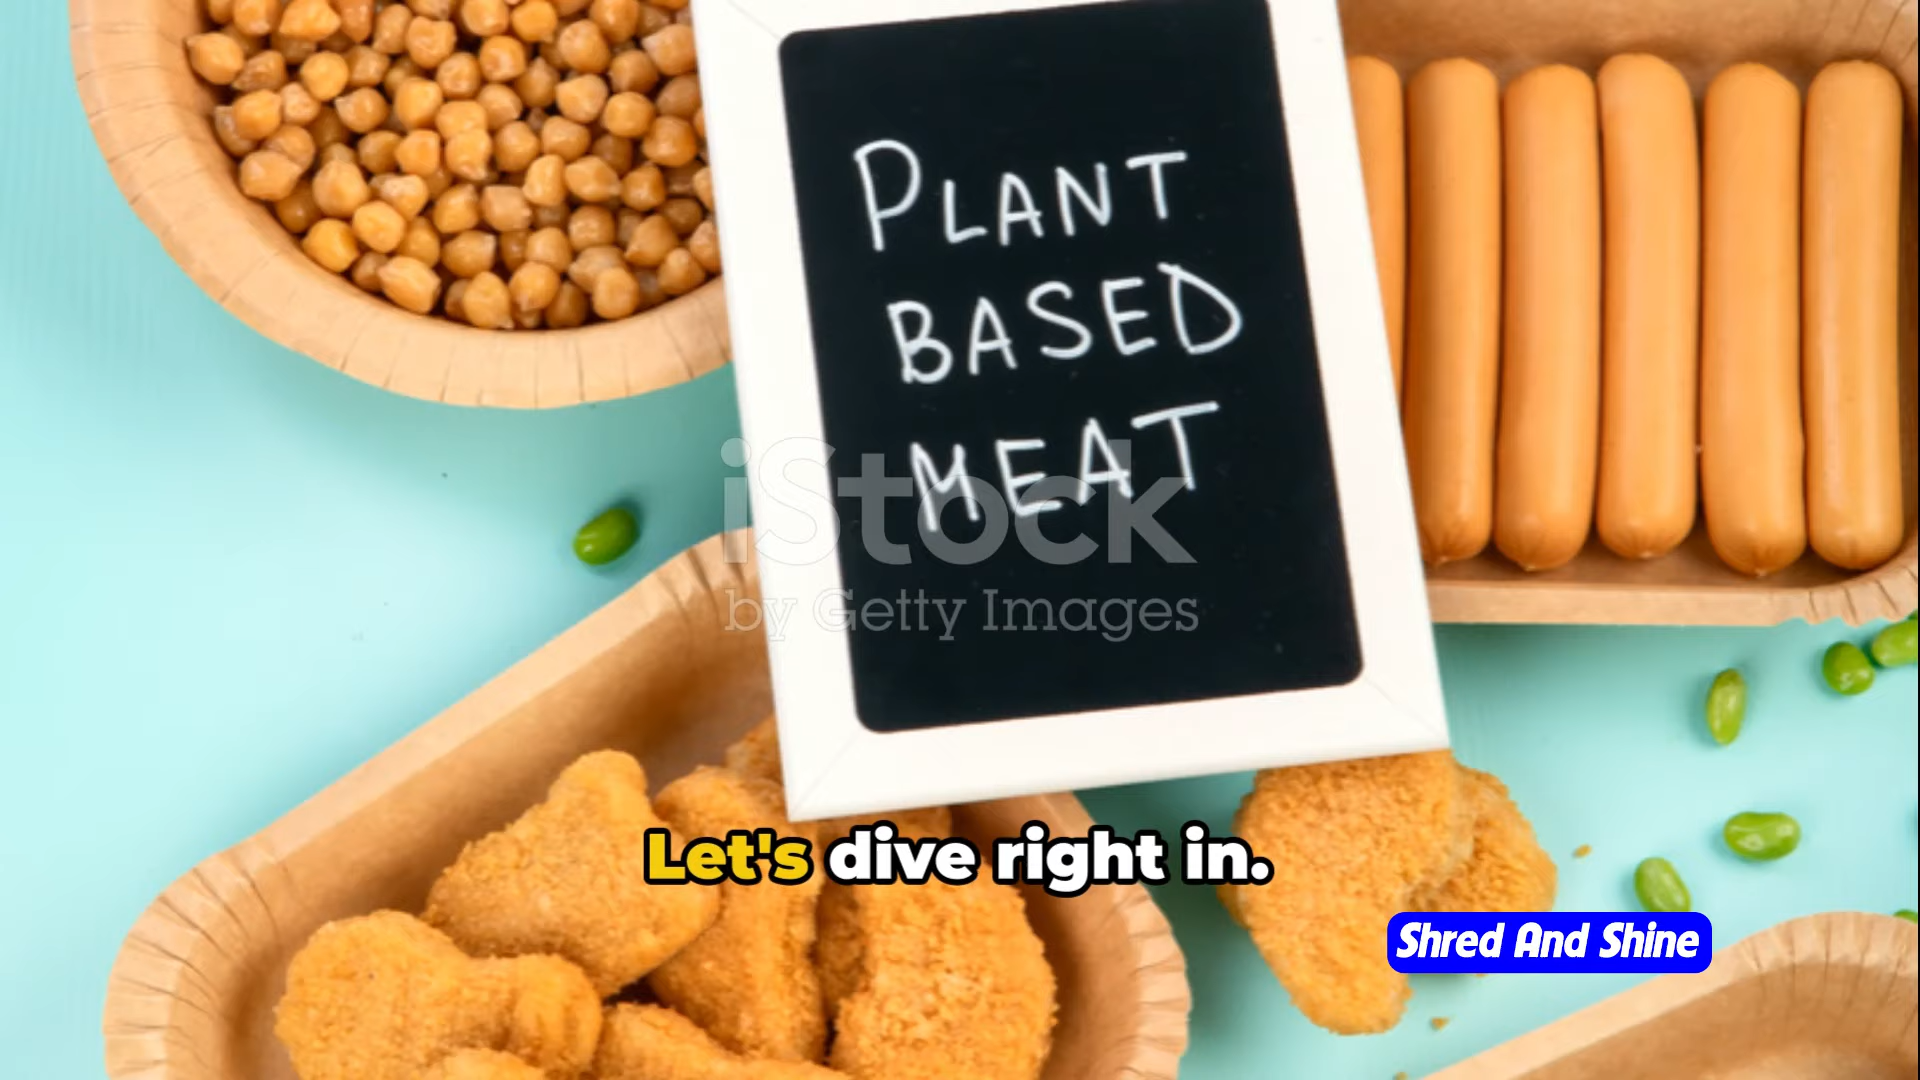 PLANT
BASED
MEAT
iStock
by Getty Images
Let's dive right in.
Shred And Shine